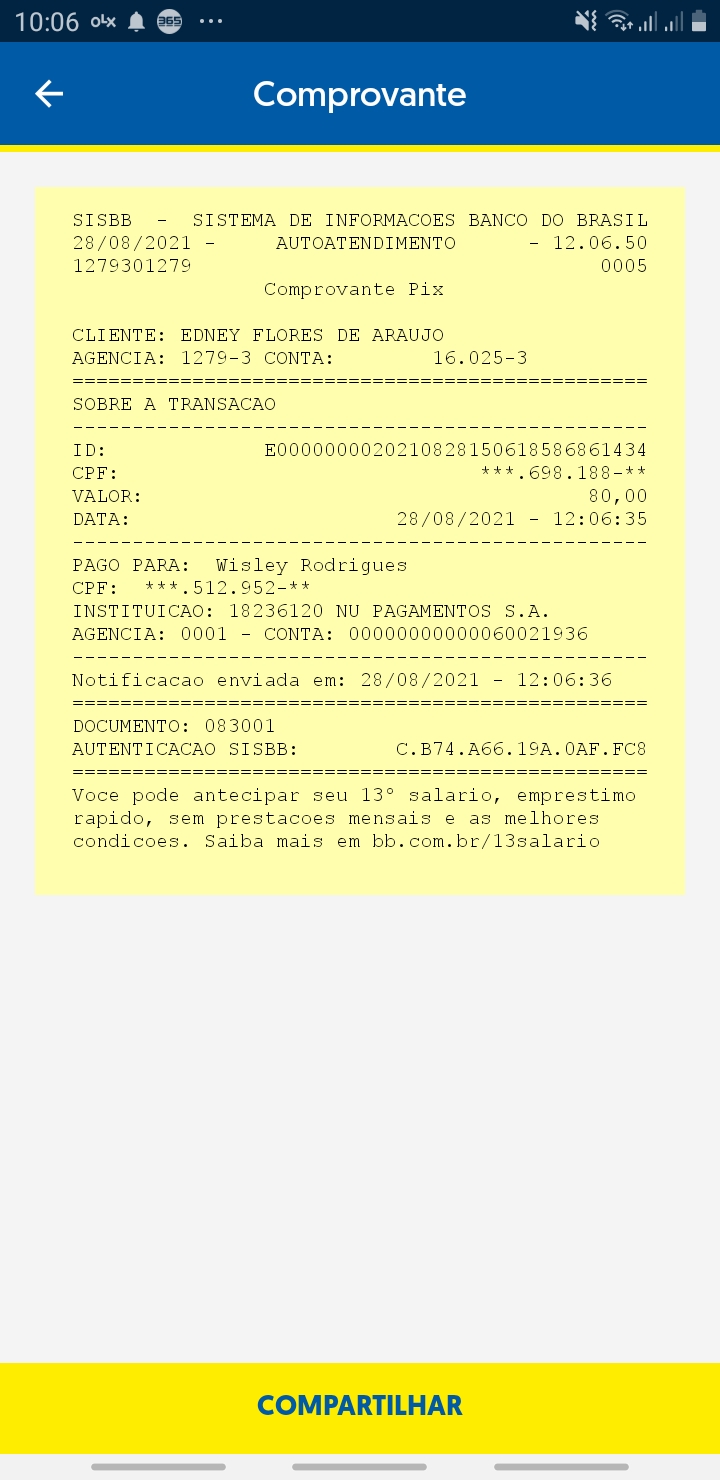 10:06 olx 365
Comprovante
SISBB - SISTEMA DE INFORMACOES BANCO DO BRASIL
28/08/2021 - AUTOATENDIMENTO - 12.06.50
1279301279 0005
Comprovante Pix
CLIENTE: EDNEY FLORES DE ARAUJO
AGENCIA: 1279-3 CONTA: 16.025-3
================================================
SOBRE A TRANSACAO
------------------------------------------------
ID: E00000000202108281506185868614​34
CPF: ***.698.188-**
VALOR: 80,00
DATA: 28/08/2021 - 12:06:35
------------------------------------------------
PAGO PARA: Wisley Rodrigues
CPF: ***.512.952-**
INSTITUICAO: 18236120 NU PAGAMENTOS S.A.
AGENCIA: 0001 - CONTA: 00000000000060021936
------------------------------------------------
Notificacao enviada em: 28/08/2021 - 12:06:36
================================================
DOCUMENTO: 083001
AUTENTICACAO SISBB: C.B74.A66.19A.0AF.FC8
================================================
Voce pode antecipar seu 13º salario, emprestimo
rapido, sem prestacoes mensais e as melhores
condicoes. Saiba mais em bb.com.br/13salario
COMPARTILHAR